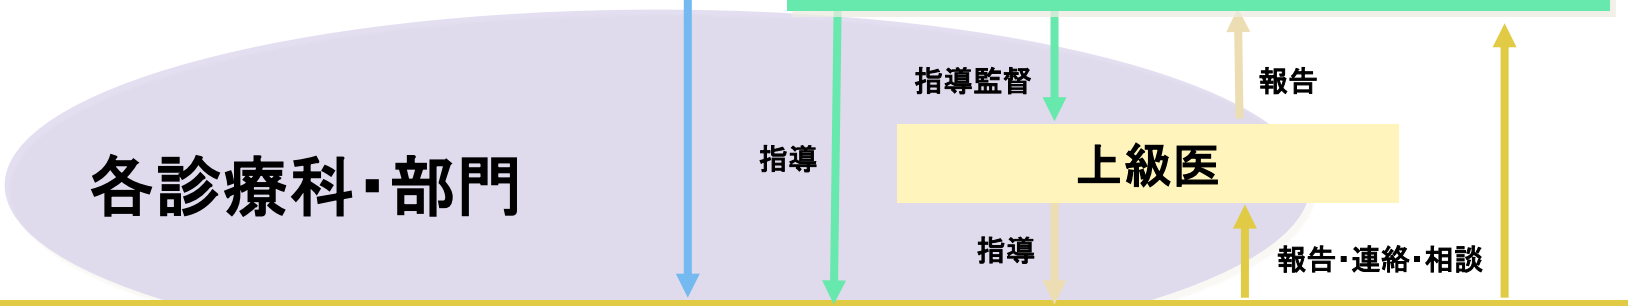 指導監督
報告
各診療科・部門
指導
上級医
指導
報告・連絡・相談